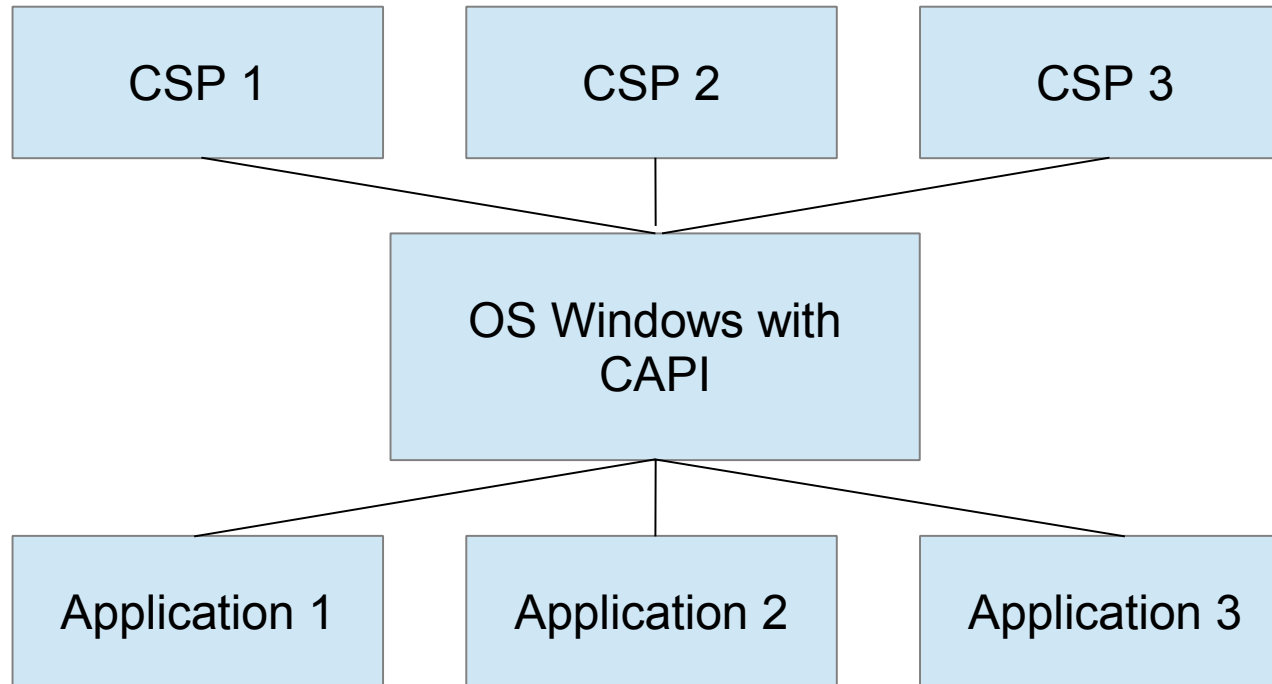 CSP 1
CSP 2
CSP 3
OS Windows with
CAPI
Application 1
Application 2
Application 3